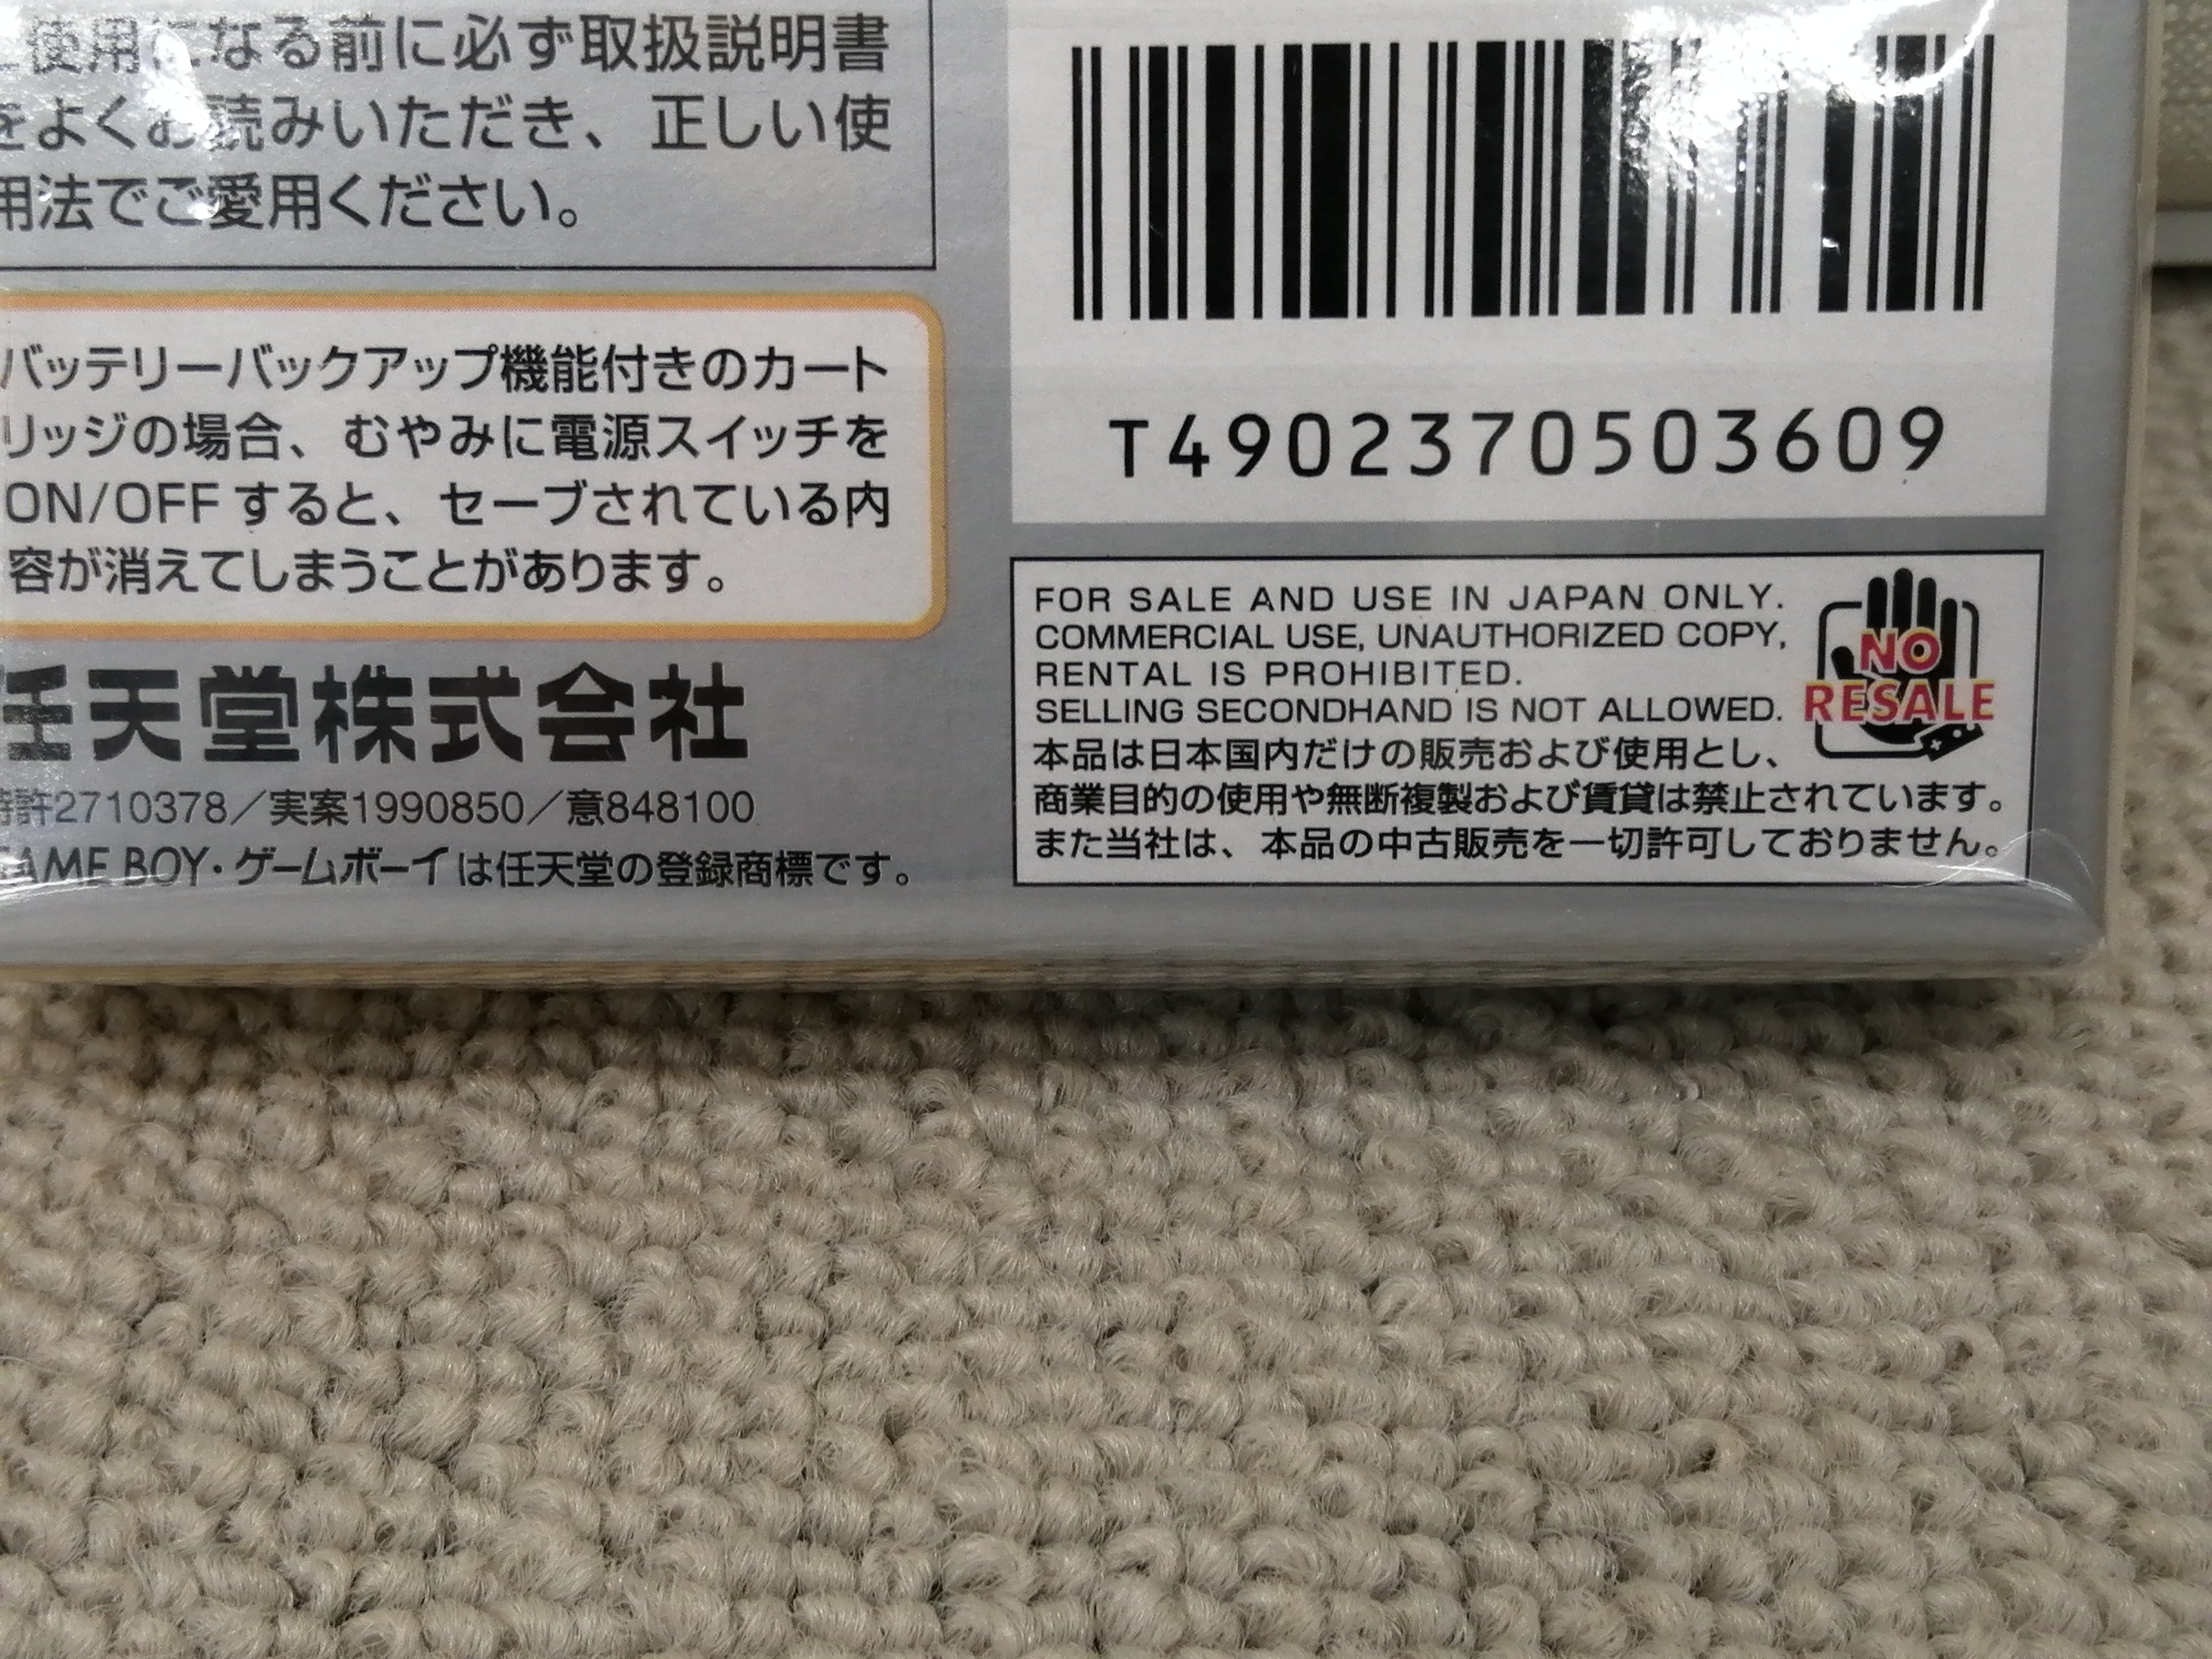 使用になる前に必ず取扱説明書
をよくお読みいただき、正しい使
用法でご愛用ください。
バッテリーバックアップ機能付きのカート
リッジの場合、むやみに電源スイッチを
ON/OFFすると、セーブされている内
容が消えてしまうことがあります。
任天堂株式会社
特許2710378／実案1990850／意848100
GAME BOY・ゲームボーイは任天堂の登録商標です。
T4902370503609
FOR SALE AND USE IN JAPAN ONLY.
COMMERCIAL USE, UNAUTHORIZED COPY,
RENTAL IS PROHIBITED.
SELLING SECONDHAND IS NOT ALLOWED.
本品は日本国内だけの販売および使用とし、
商業目的の使用や無断複製および賃貸は禁止されています。
また当社は、本品の中古販売を一切許可しておりません。
NO
RESALE